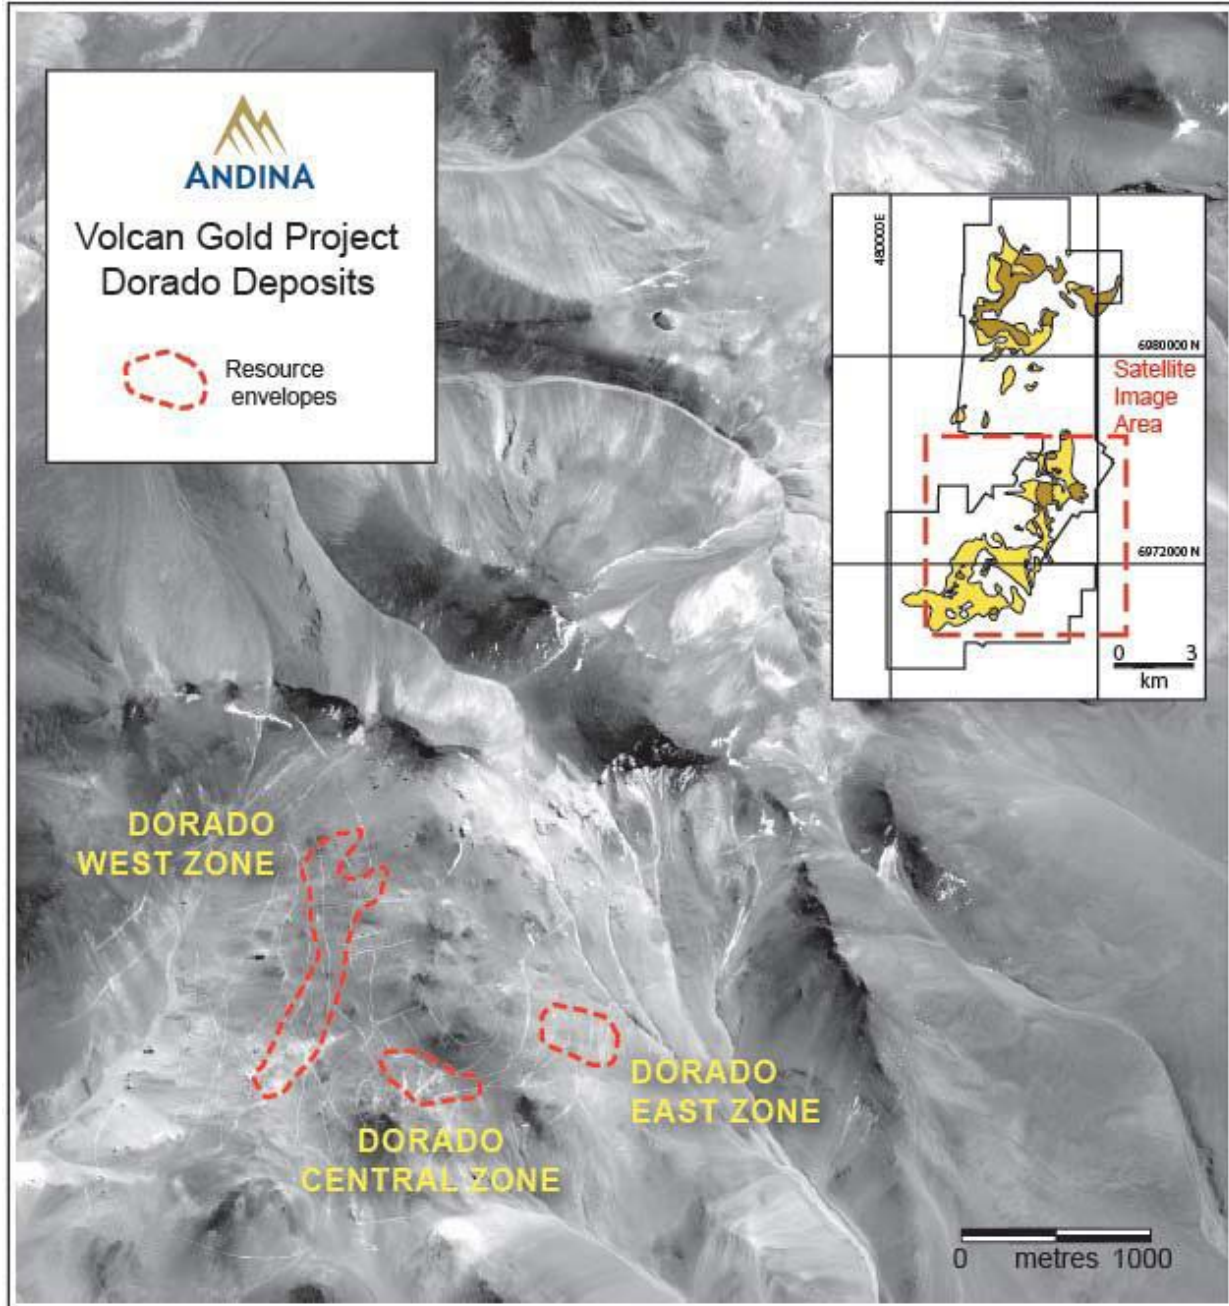 ANDINA
Volcan Gold Project
Dorado Deposits
Resource
envelopes
480000E
6980000 N
Satellite
Image
Area
6972000 N
0 3
km
DORADO
WEST ZONE
DORADO
EAST ZONE
DORADO
CENTRAL ZONE
0 metres 1000